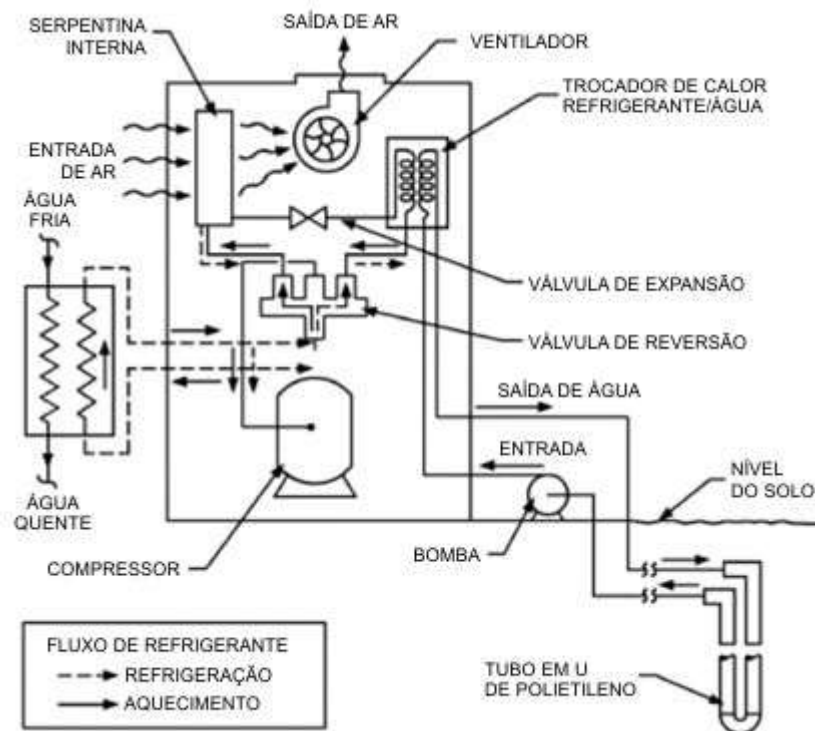 SAÍDA DE AR
SERPENTINA
INTERNA
VENTILADOR
TROCADOR DE CALOR
REFRIGERANTE/ÁGUA
ENTRADA
DE AR
ÁGUA
FRIA
VÁLVULA DE EXPANSÃO
VÁLVULA DE REVERSÃO
SAÍDA DE ÁGUA
ENTRADA
NÍVEL
DO SOLO
ÁGUA
QUENTE
BOMBA
COMPRESSOR
FLUXO DE REFRIGERANTE
REFRIGERAÇÃO
AQUECIMENTO
TUBO EM U
DE POLIETILENO